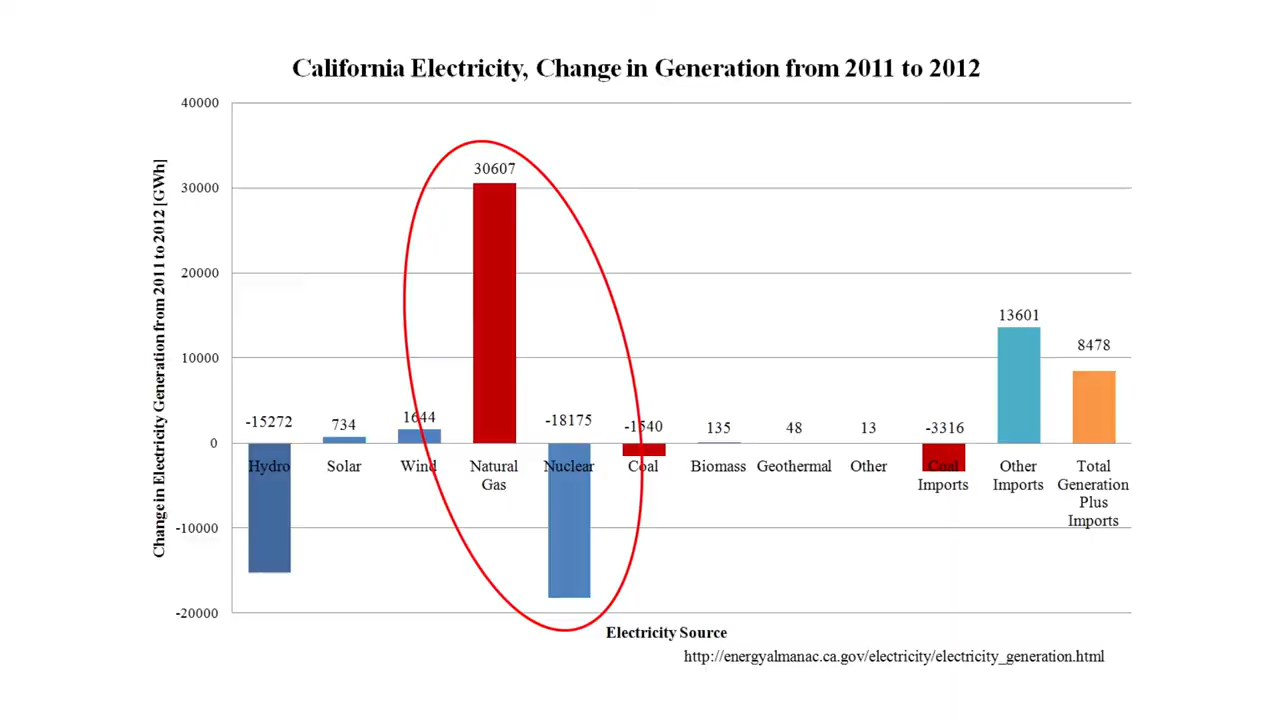 California Electricity, Change in Generation from 2011 to 2012
Change in Electricity Generation from 2011 to 2012 [GWh]
40000
30000
20000
10000
0
-10000
-20000
-15272
734
1644
30607
-18175
-1540
135
48
13
-3316
13601
8478
Hydro
Solar
Wind
Natural
Gas
Nuclear
Coal
Biomass
Geothermal
Other
Coal
Imports
Other
Imports
Total
Generation
Plus
Imports
Electricity Source
http://energyalmanac.ca.gov/electricity/electricity_generation.html